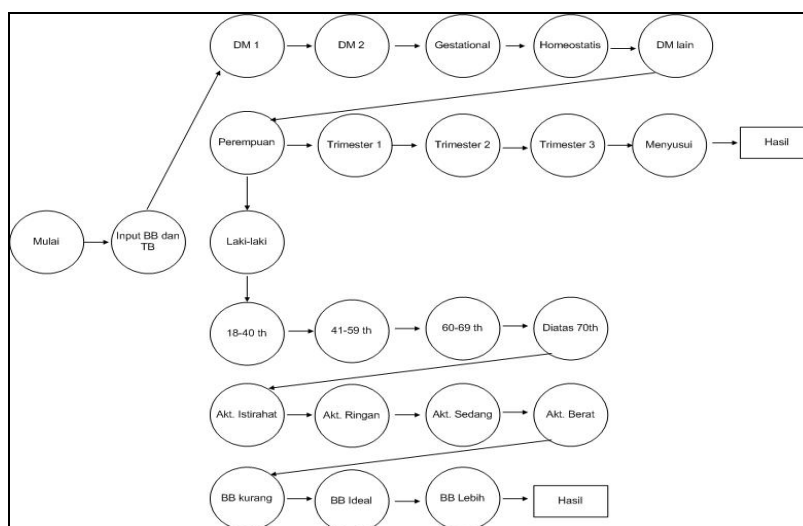 DM 1
DM 2
Gestational
Homeostatis
DM lain
Perempuan
Trimester 1
Trimester 2
Trimester 3
Menyusui
Hasil
Mulai
Input BB dan
TB
Laki-laki
18-40 th
41-59 th
60-69 th
Diatas 70th
Akt. Istirahat
Akt. Ringan
Akt. Sedang
Akt. Berat
BB kurang
BB Ideal
BB Lebih
Hasil